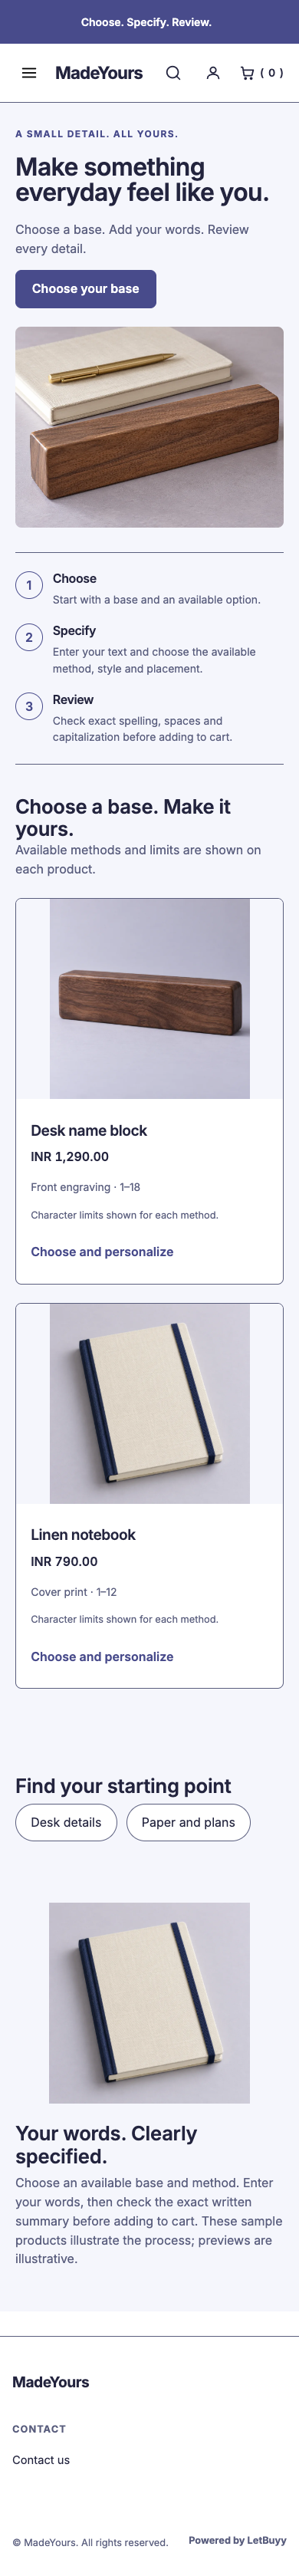 Choose. Specify. Review.
MadeYours ( 0 )
A SMALL DETAIL. ALL YOURS.
Make something
everyday feel like you.
Choose a base. Add your words. Review
every detail.
Choose your base
1 Choose
Start with a base and an available option.
2 Specify
Enter your text and choose the available
method, style and placement.
3 Review
Check exact spelling, spaces and
capitalization before adding to cart.
Choose a base. Make it
yours.
Available methods and limits are shown on
each product.
Desk name block
INR 1,290.00
Front engraving · 1–18
Character limits shown for each method.
Choose and personalize
Linen notebook
INR 790.00
Cover print · 1–12
Character limits shown for each method.
Choose and personalize
Find your starting point
Desk details Paper and plans
Your words. Clearly
specified.
Choose an available base and method. Enter
your words, then check the exact written
summary before adding to cart. These sample
products illustrate the process; previews are
illustrative.
MadeYours
CONTACT
Contact us
© MadeYours. All rights reserved. Powered by LetBuyy